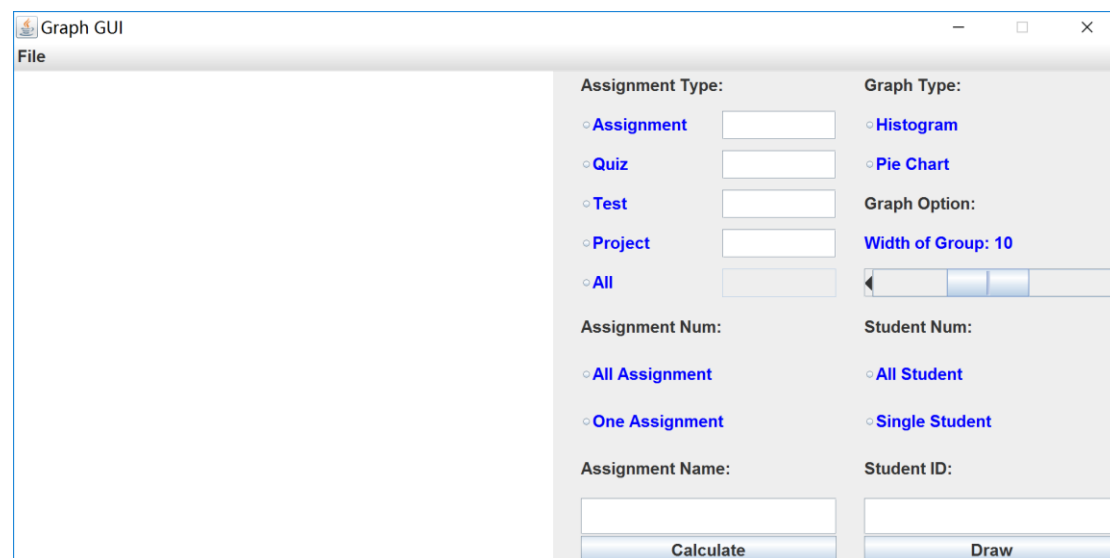 Graph GUI
File
Assignment Type:
Graph Type:
Assignment
Histogram
Quiz
Pie Chart
Test
Graph Option:
Project
Width of Group: 10
All
Assignment Num:
Student Num:
All Assignment
All Student
One Assignment
Single Student
Assignment Name:
Student ID:
Calculate
Draw